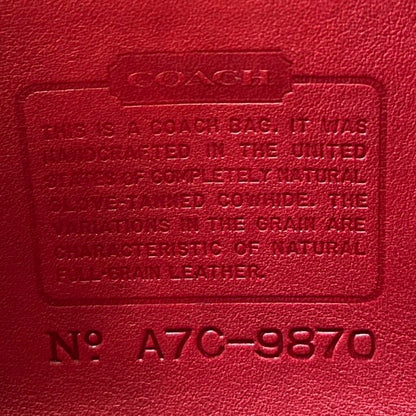 COACH
THIS IS A COACH BAG. IT WAS
HANDCRAFTED IN THE UNITED
STATES OF COMPLETELY NATURAL
GLOVE-TANNED COWHIDE. THE
VARIATIONS IN THE GRAIN ARE
CHARACTERISTIC OF NATURAL
FULL-GRAIN LEATHER.
Nº A7C-9870